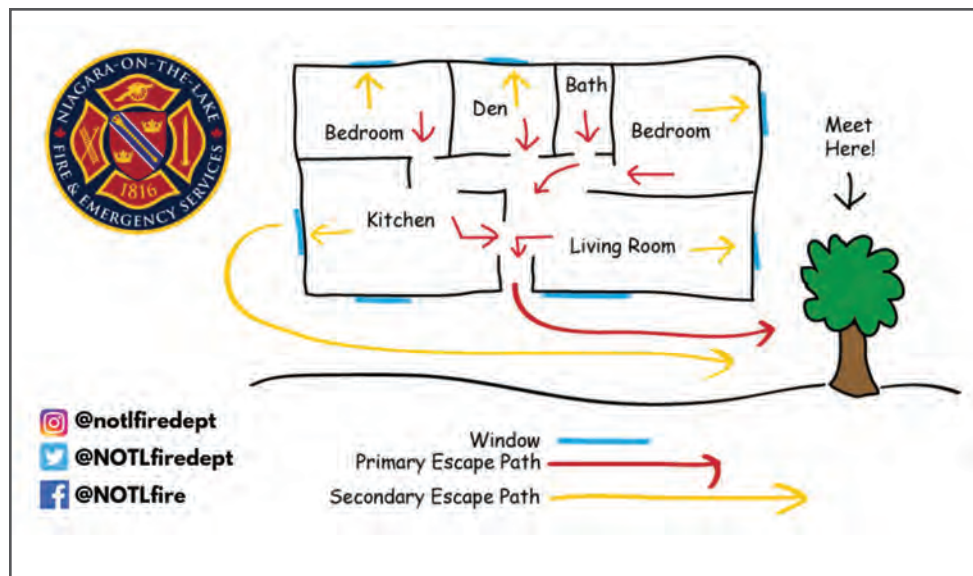 NIAGARA-ON-THE-LAKE
FIRE & EMERGENCY SERVICES
1816
Bedroom
Den
Bath
Bedroom
Meet
Here!
Kitchen
Living Room
@notlfiredept
@NOTLfiredept
@NOTLfire
Window
Primary Escape Path
Secondary Escape Path